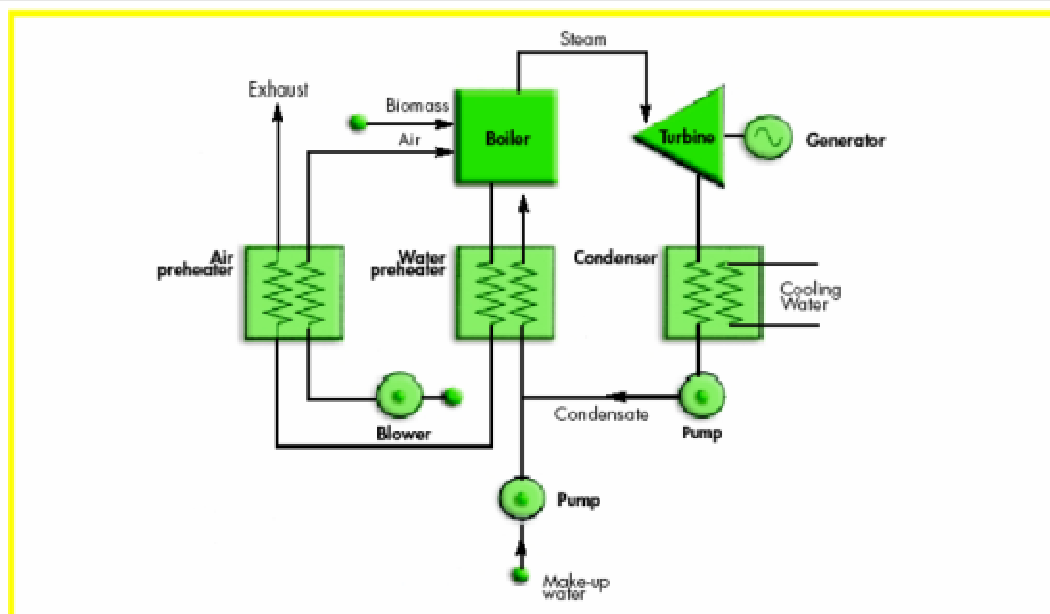 Steam
Exhaust
Biomass
Air
Boiler
Turbine
Generator
Air
preheater
Water
preheater
Condenser
Cooling
Water
Blower
Condensate
Pump
Pump
Make-up
water